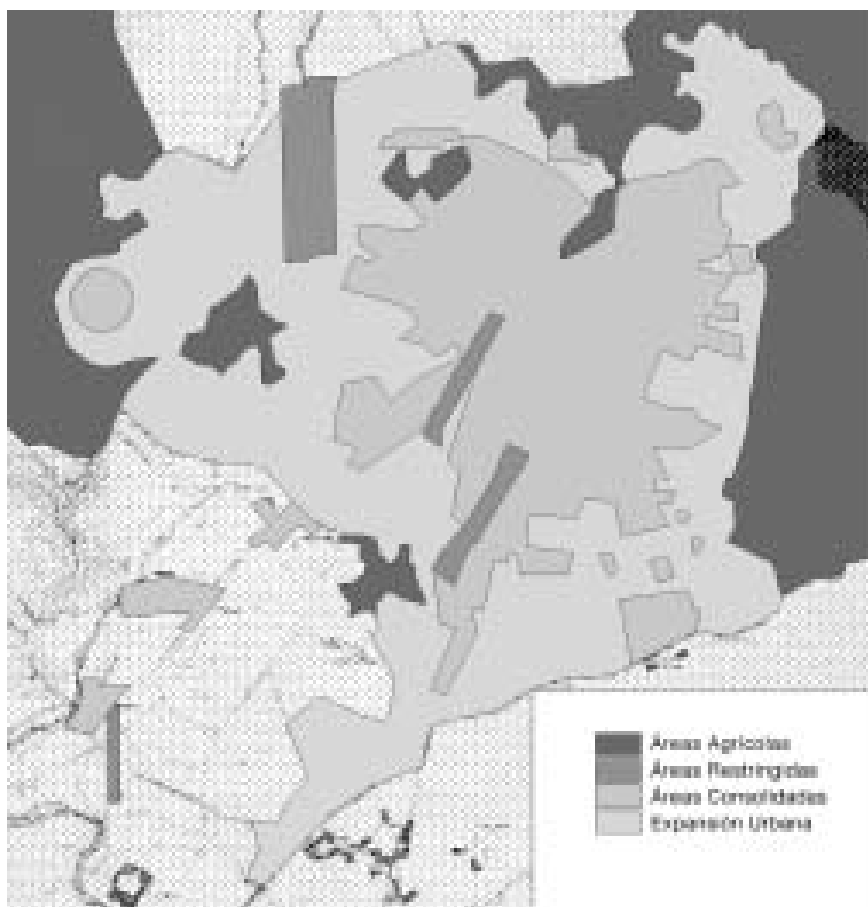 Áreas Agrícolas
Áreas Restringidas
Áreas Consolidadas
Expansión Urbana